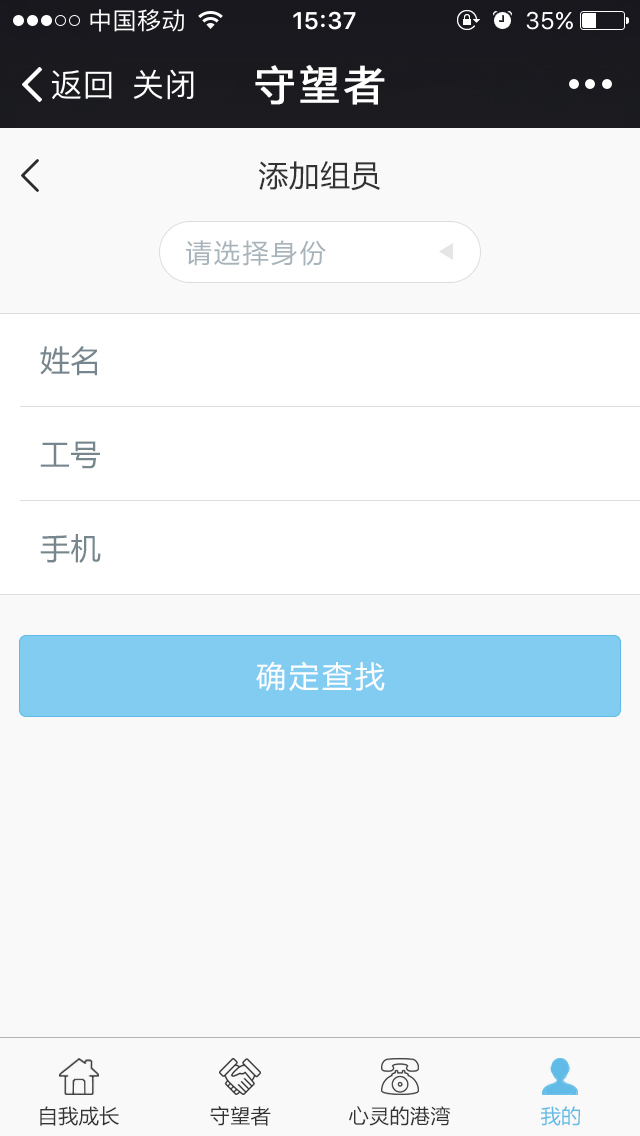 中国移动 15:37 35%
返回 关闭 守望者
添加组员
请选择身份
姓名
工号
手机
确定查找
自我成长 守望者 心灵的港湾 我的